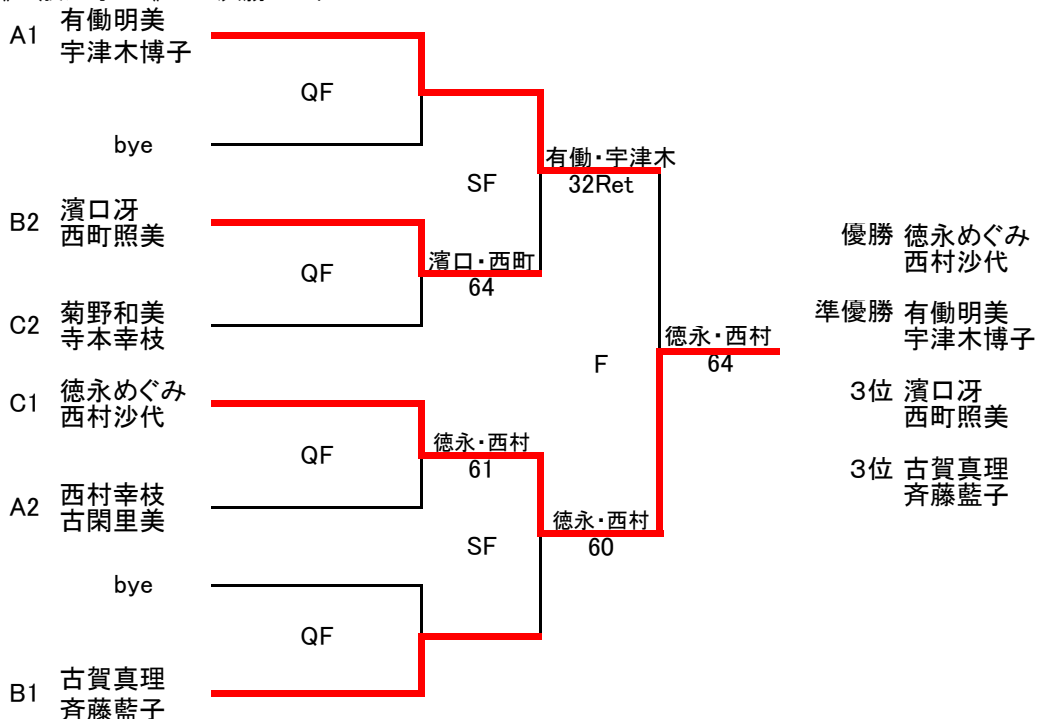 A1 有働明美
宇津木博子
QF
bye
有働・宇津木
SF
32Ret
B2 濱口冴
西町照美
濱口・西町
QF
64
C2 菊野和美
寺本幸枝
徳永・西村
F
64
C1 徳永めぐみ
西村沙代
徳永・西村
QF
61
A2 西村幸枝
古閑里美
徳永・西村
SF
60
bye
QF
B1 古賀真理
斉藤藍子
優勝 徳永めぐみ
西村沙代
準優勝 有働明美
宇津木博子
3位 濱口冴
西町照美
3位 古賀真理
斉藤藍子